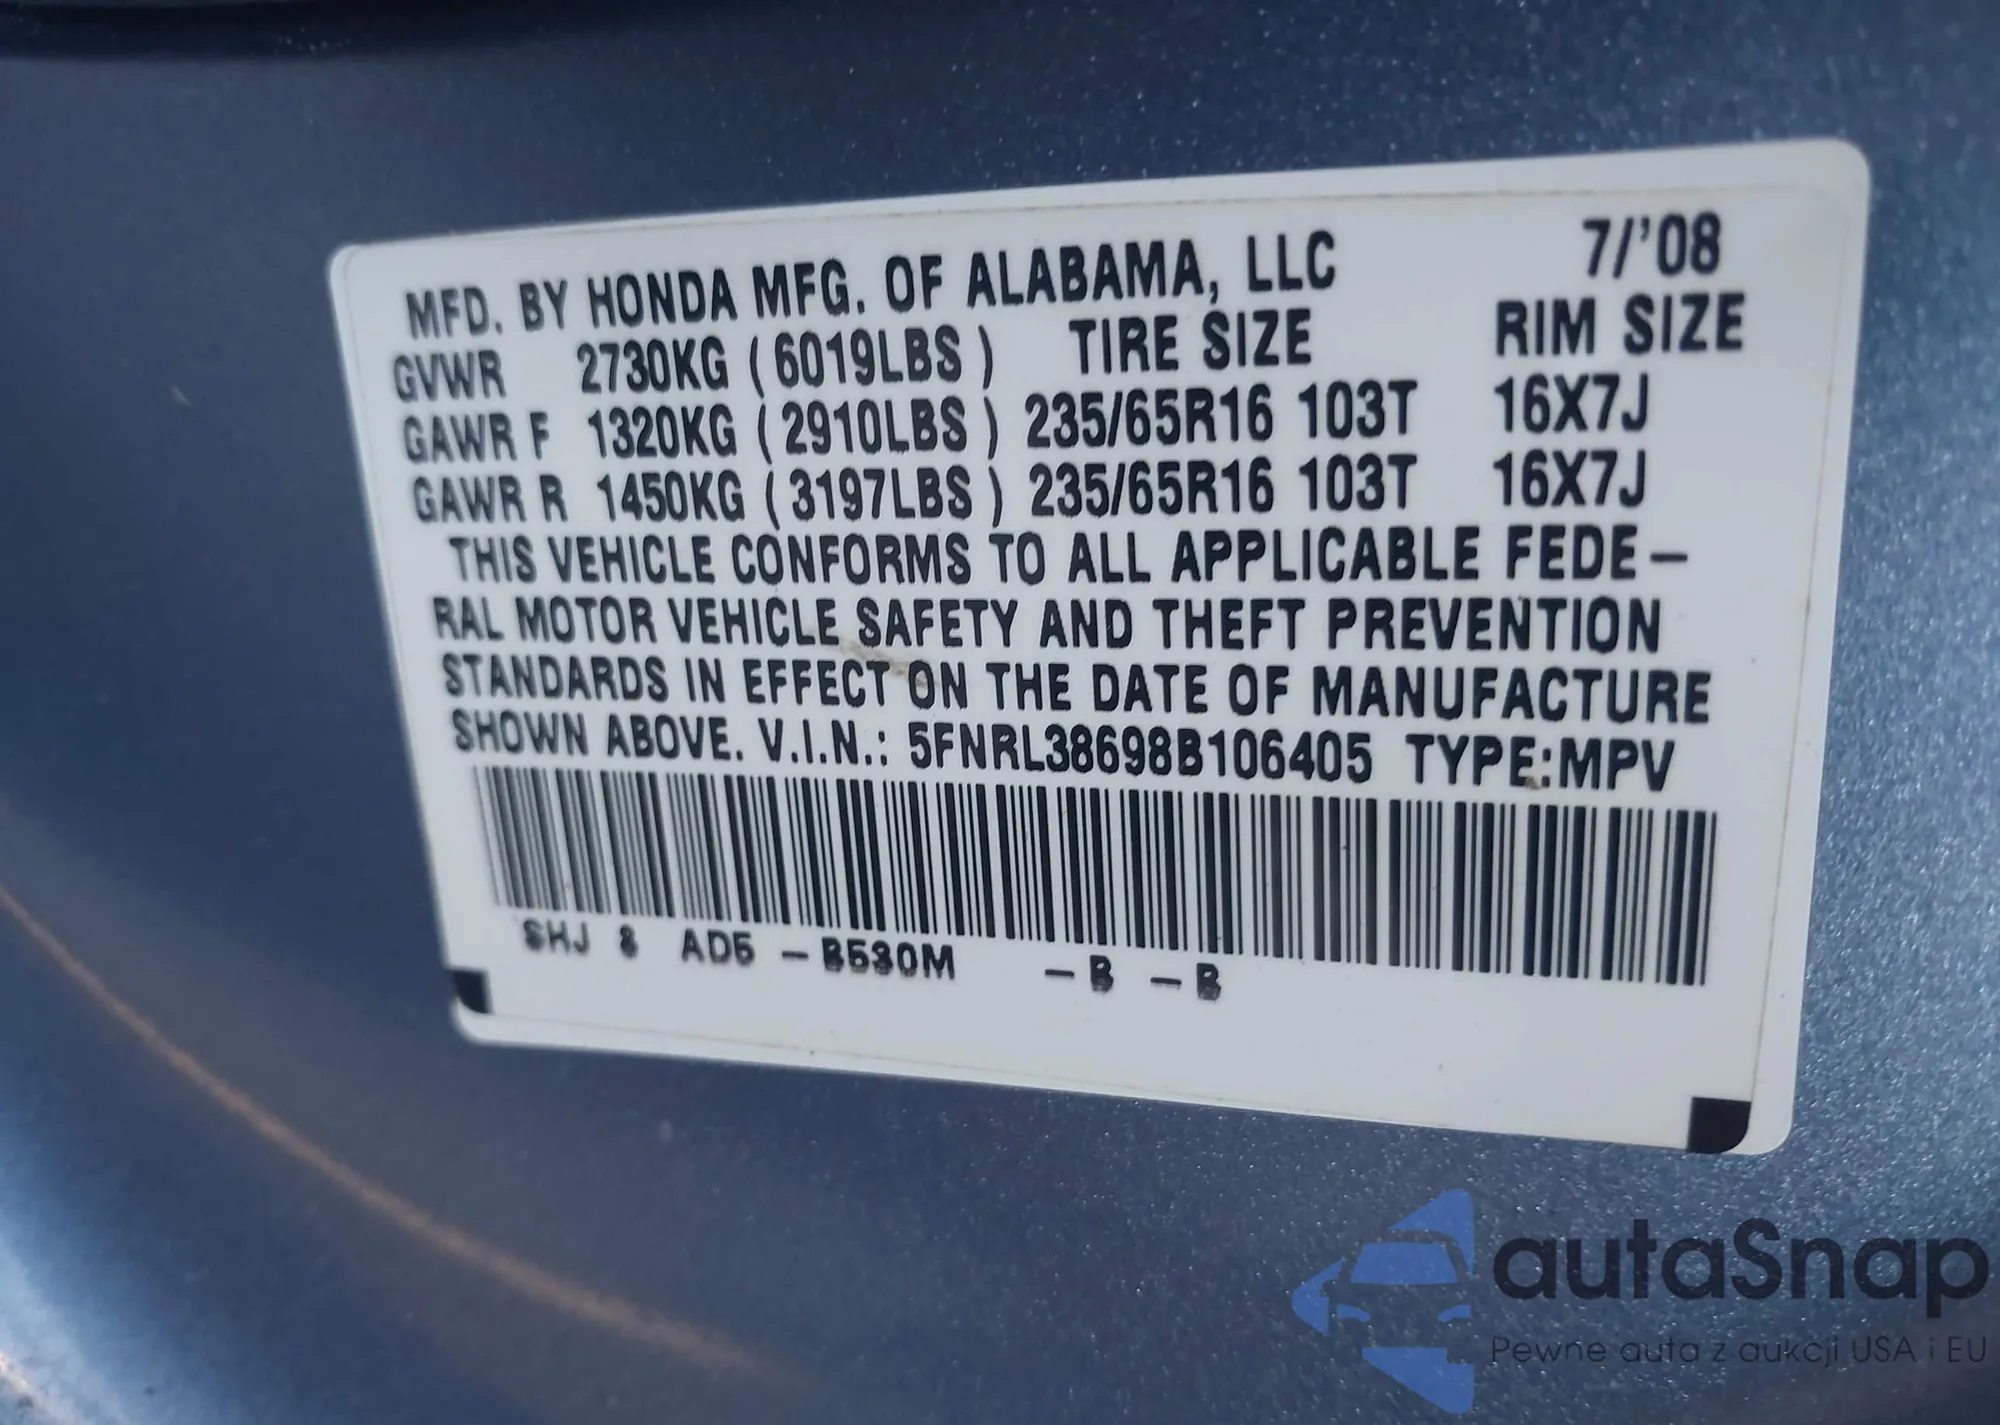 MFD. BY HONDA MFG. OF ALABAMA, LLC 7/'08
GVWR 2730KG ( 6019LBS ) TIRE SIZE RIM SIZE
GAWR F 1320KG ( 2910LBS ) 235/65R16 103T 16X7J
GAWR R 1450KG ( 3197LBS ) 235/65R16 103T 16X7J
THIS VEHICLE CONFORMS TO ALL APPLICABLE FEDE-
RAL MOTOR VEHICLE SAFETY AND THEFT PREVENTION
STANDARDS IN EFFECT ON THE DATE OF MANUFACTURE
SHOWN ABOVE. V.I.N.: 5FNRL38698B106405 TYPE:MPV
SHJ 8 AD5 - B530M - B - B
autaSnap
Pewne auta z aukcji USA i EU